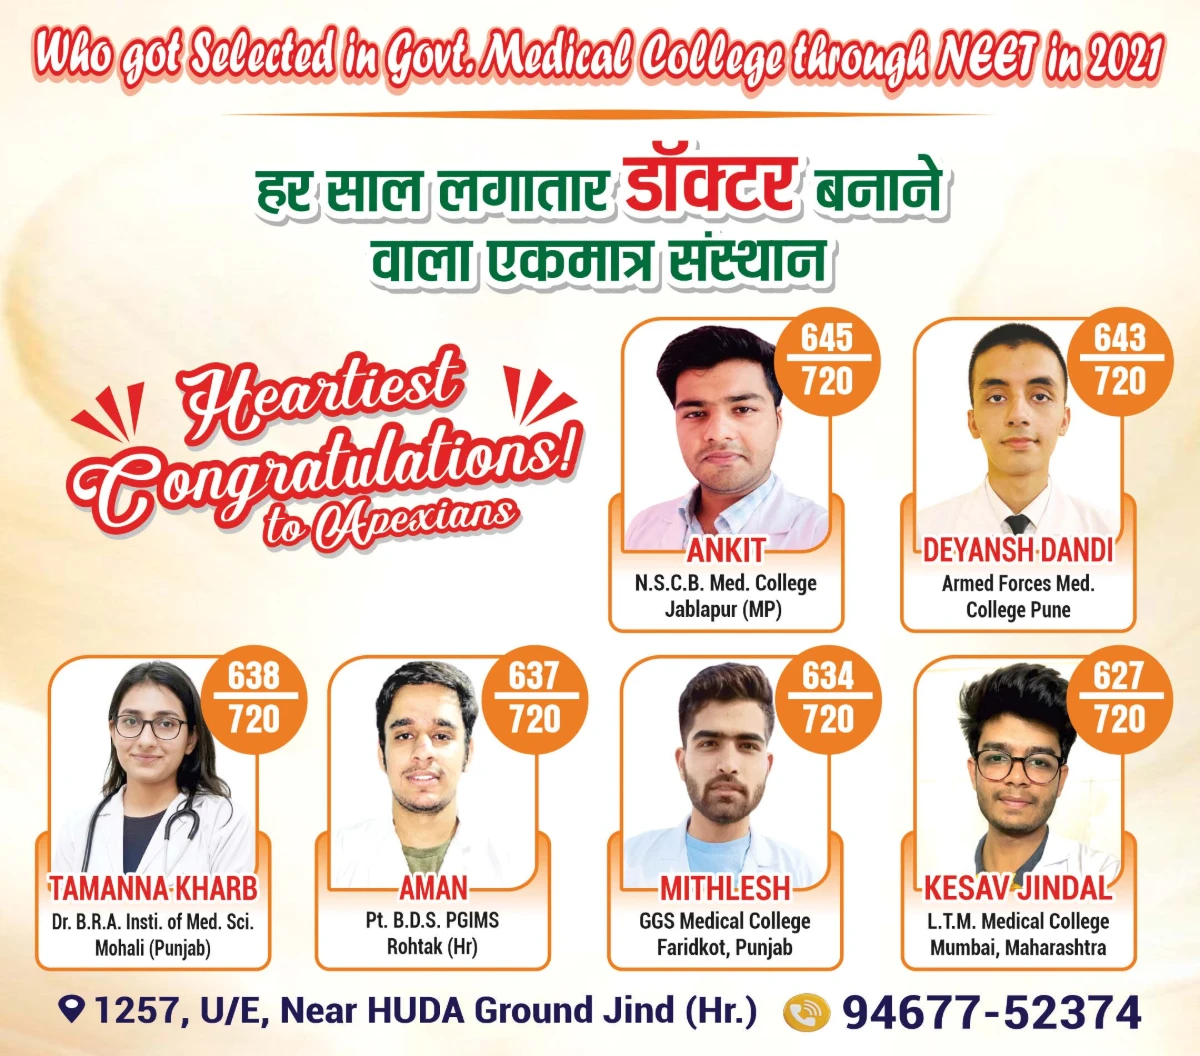 Who got Selected in Govt. Medical College through NEET in 2021
हर साल लगातार डॉक्टर बनाने
वाला एकमात्र संस्थान
Heartiest
Congratulations!
to Apexians
645
720
ANKIT
N.S.C.B. Med. College
Jablapur (MP)
643
720
DEYANSH DANDI
Armed Forces Med.
College Pune
638
720
TAMANNA KHARB
Dr. B.R.A. Insti. of Med. Sci.
Mohali (Punjab)
637
720
AMAN
Pt. B.D.S. PGIMS
Rohtak (Hr)
634
720
MITHLESH
GGS Medical College
Faridkot, Punjab
627
720
KESAV JINDAL
L.T.M. Medical College
Mumbai, Maharashtra
1257, U/E, Near HUDA Ground Jind (Hr.) 94677-52374